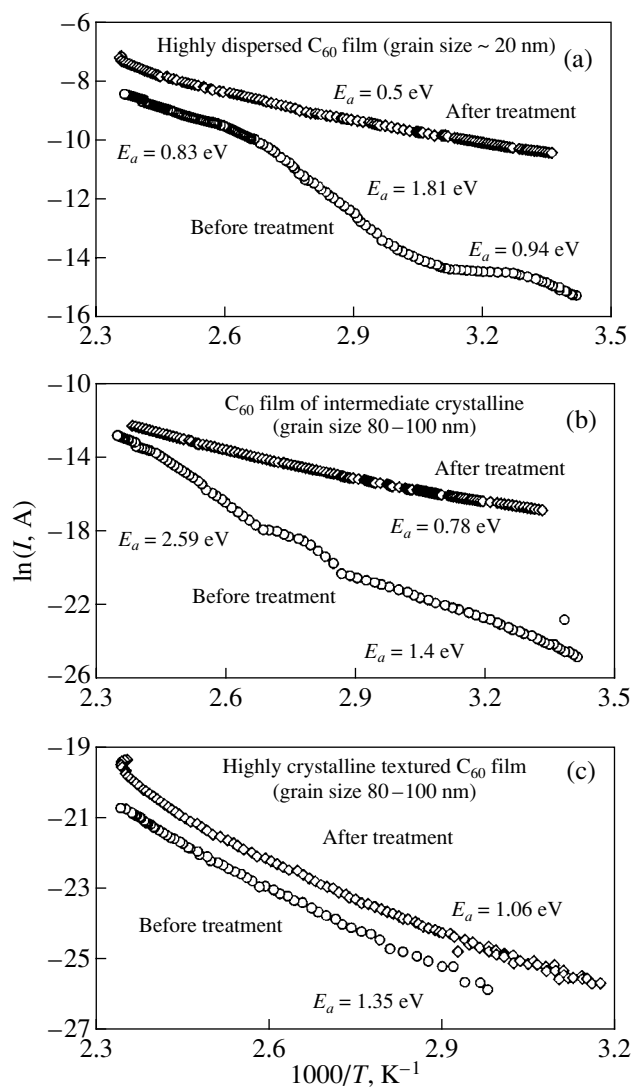 −6
Highly dispersed C60 film (grain size ~ 20 nm)
(a)
−8
Ea = 0.5 eV
After treatment
−10
Ea = 0.83 eV
Ea = 1.81 eV
−12
Before treatment
Ea = 0.94 eV
−14
−16
2.3 2.6 2.9 3.2 3.5
−10
C60 film of intermediate crystalline
(b)
(grain size 80–100 nm)
−14
After treatment
−18
Ea = 0.78 eV
Ea = 2.59 eV
ln(I, A)
Before treatment
−22
Ea = 1.4 eV
−26
2.3 2.6 2.9 3.2 3.5
−19
Highly crystalline textured C60 film
(c)
(grain size 80–100 nm)
−21
After treatment
−23
Ea = 1.06 eV
Before treatment
−25
Ea = 1.35 eV
−27
2.3 2.6 2.9 3.2
1000/T, K−1